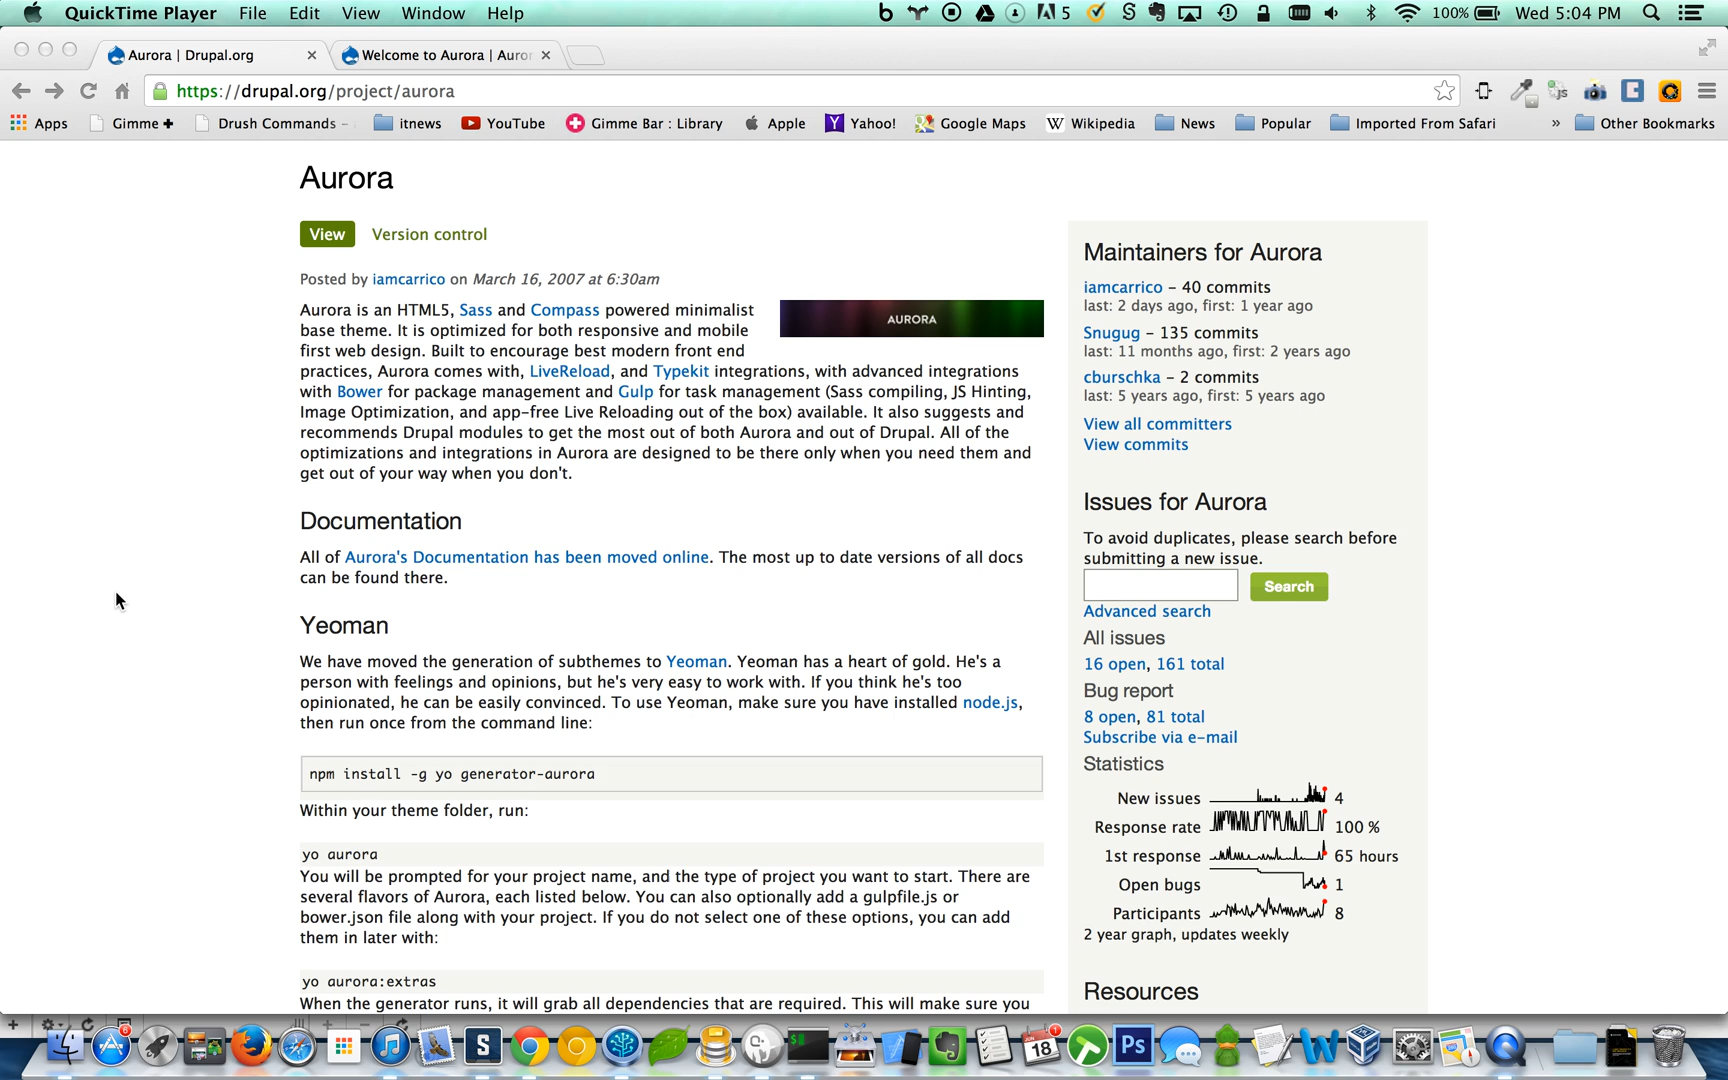 QuickTime Player File Edit View Window Help
5 100% Wed 5:04 PM
Aurora | Drupal.org
Welcome to Aurora | Auror
https://drupal.org/project/aurora
Apps Gimme + Drush Commands – itnews YouTube Gimme Bar : Library Apple Yahoo! Google Maps Wikipedia News Popular Imported From Safari » Other Bookmarks
Aurora
View Version control
Posted by iamcarrico on March 16, 2007 at 6:30am
AURORA
Aurora is an HTML5, Sass and Compass powered minimalist
base theme. It is optimized for both responsive and mobile
first web design. Built to encourage best modern front end
practices, Aurora comes with, LiveReload, and Typekit integrations, with advanced integrations
with Bower for package management and Gulp for task management (Sass compiling, JS Hinting,
Image Optimization, and app-free Live Reloading out of the box) available. It also suggests and
recommends Drupal modules to get the most out of both Aurora and out of Drupal. All of the
optimizations and integrations in Aurora are designed to be there only when you need them and
get out of your way when you don't.
Documentation
All of Aurora's Documentation has been moved online. The most up to date versions of all docs
can be found there.
Yeoman
We have moved the generation of subthemes to Yeoman. Yeoman has a heart of gold. He's a
person with feelings and opinions, but he's very easy to work with. If you think he's too
opinionated, he can be easily convinced. To use Yeoman, make sure you have installed node.js,
then run once from the command line:
npm install -g yo generator-aurora
Within your theme folder, run:
yo aurora
You will be prompted for your project name, and the type of project you want to start. There are
several flavors of Aurora, each listed below. You can also optionally add a gulpfile.js or
bower.json file along with your project. If you do not select one of these options, you can add
them in later with:
yo aurora:extras
When the generator runs, it will grab all dependencies that are required. This will make sure you
Maintainers for Aurora
iamcarrico – 40 commits
last: 2 days ago, first: 1 year ago
Snugug – 135 commits
last: 11 months ago, first: 2 years ago
cburschka – 2 commits
last: 5 years ago, first: 5 years ago
View all committers
View commits
Issues for Aurora
To avoid duplicates, please search before
submitting a new issue.
Search
Advanced search
All issues
16 open, 161 total
Bug report
8 open, 81 total
Subscribe via e-mail
Statistics
New issues 4
Response rate 100 %
1st response 65 hours
Open bugs 1
Participants 8
2 year graph, updates weekly
Resources